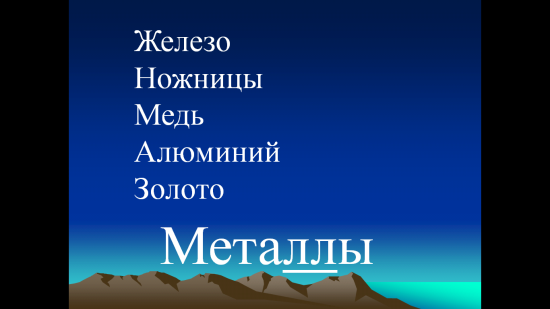 Железо
Ножницы
Медь
Алюминий
Золото
Металлы